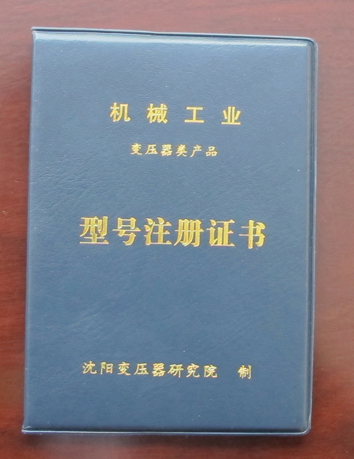 机械工业
变压器类产品
型号注册证书
沈阳变压器研究院 制